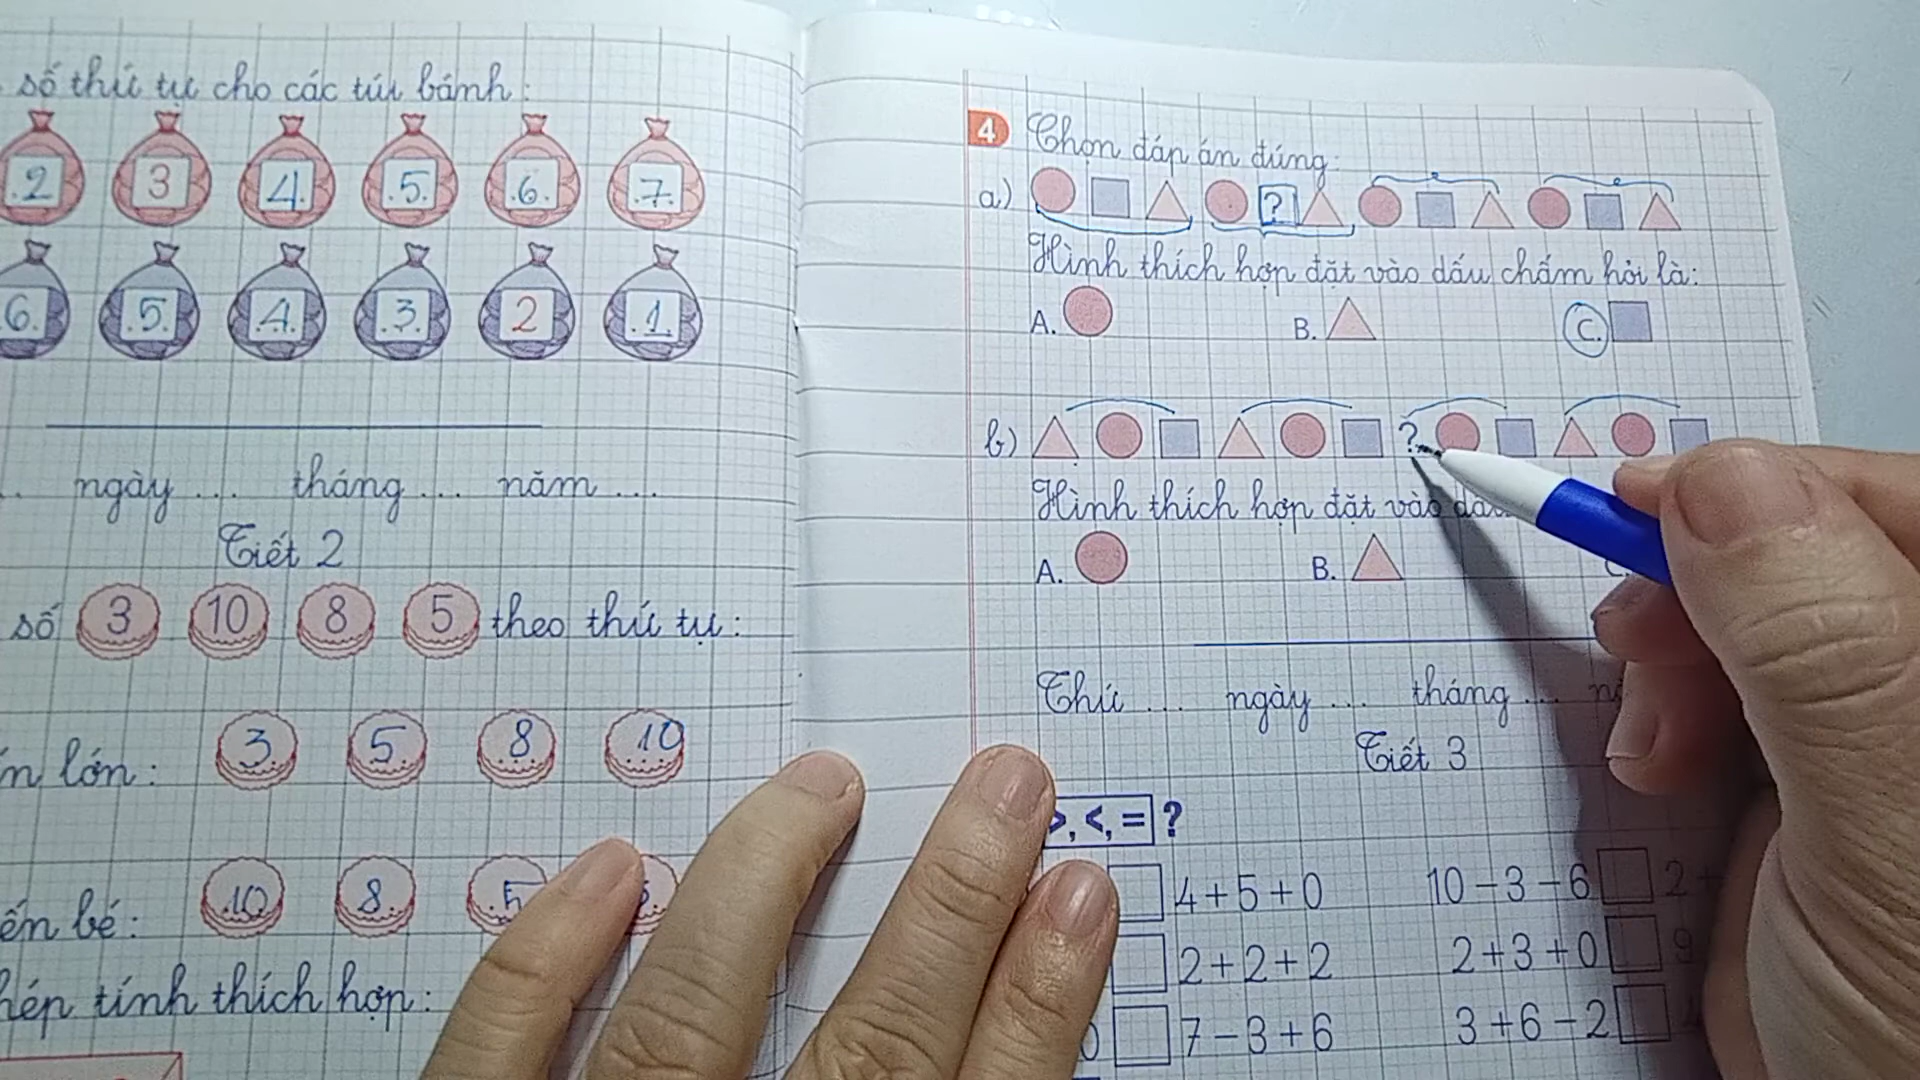 số thứ tự cho các túi bánh:
2 3 4 5 6 7
6 5 4 3 2 1
ngày ... tháng ... năm ...
Tiết 2
số 3 10 8 5 theo thứ tự:
lớn: 3 5 8 10
bé: 10 8 5
tính thích hợp:
4 Chọn đáp án đúng:
a) ?
Hình thích hợp đặt vào dấu chấm hỏi là:
A. B. C.
b) ?
Hình thích hợp đặt vào
A. B. C.
Thứ ... ngày ... tháng ...
Tiết 3
>, <, = ?
4 + 5 + 0 10 - 3 - 6 2 +
2 + 2 + 2 2 + 3 + 0 9
0 7 - 3 + 6 3 + 6 - 2